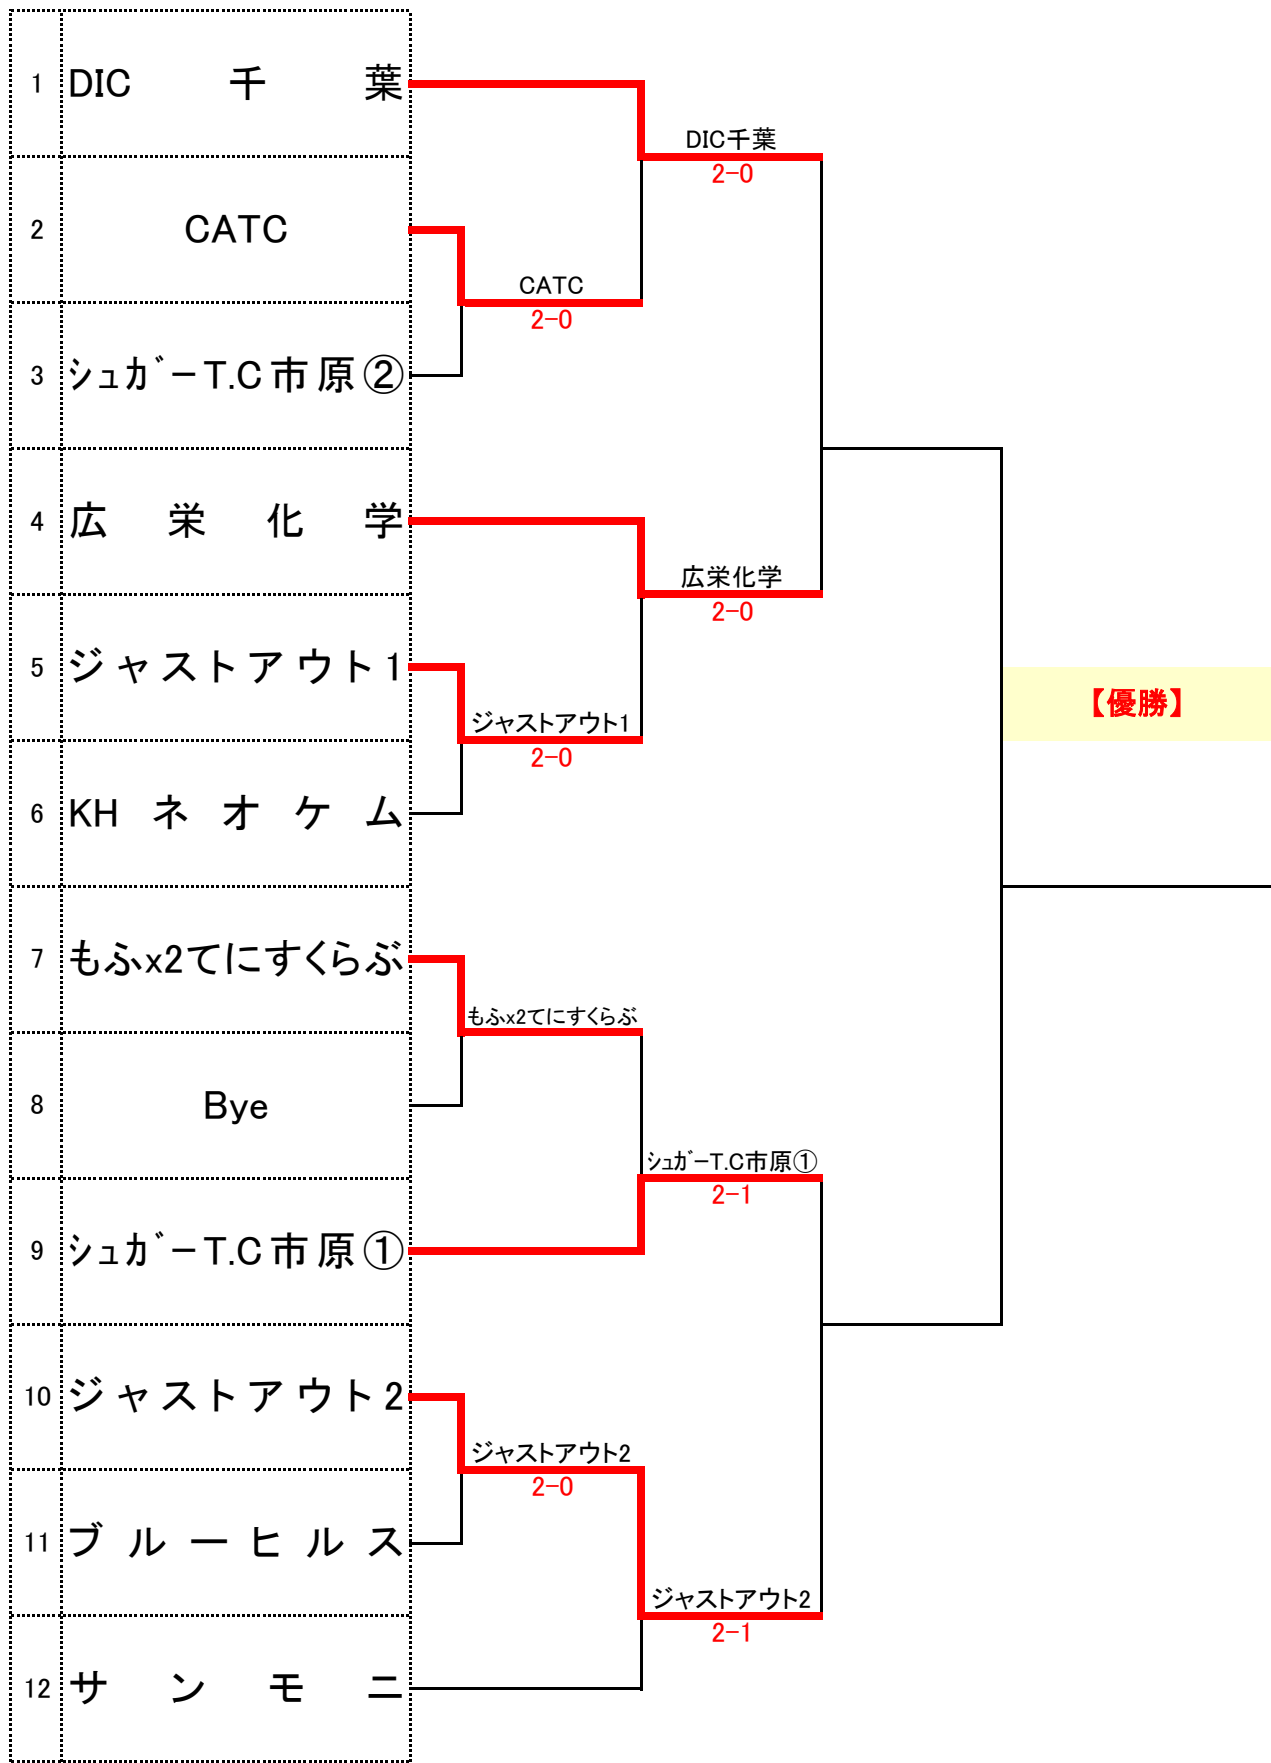 1 DIC 千 葉
DIC千葉
2-0
2 CATC
CATC
2-0
3 ｼｭｶﾞｰT.C市原②
4 広 栄 化 学
広栄化学
2-0
5 ジャストアウト1
ジャストアウト1
2-0
【優勝】
6 KH ネ オ ケ ム
7 もふx2てにすくらぶ
もふx2てにすくらぶ
8 Bye
ｼｭｶﾞｰT.C市原①
2-1
9 ｼｭｶﾞｰT.C市原①
10 ジャストアウト2
ジャストアウト2
2-0
11 ブ ル ー ヒ ル ス
ジャストアウト2
2-1
12 サ ン モ ニ